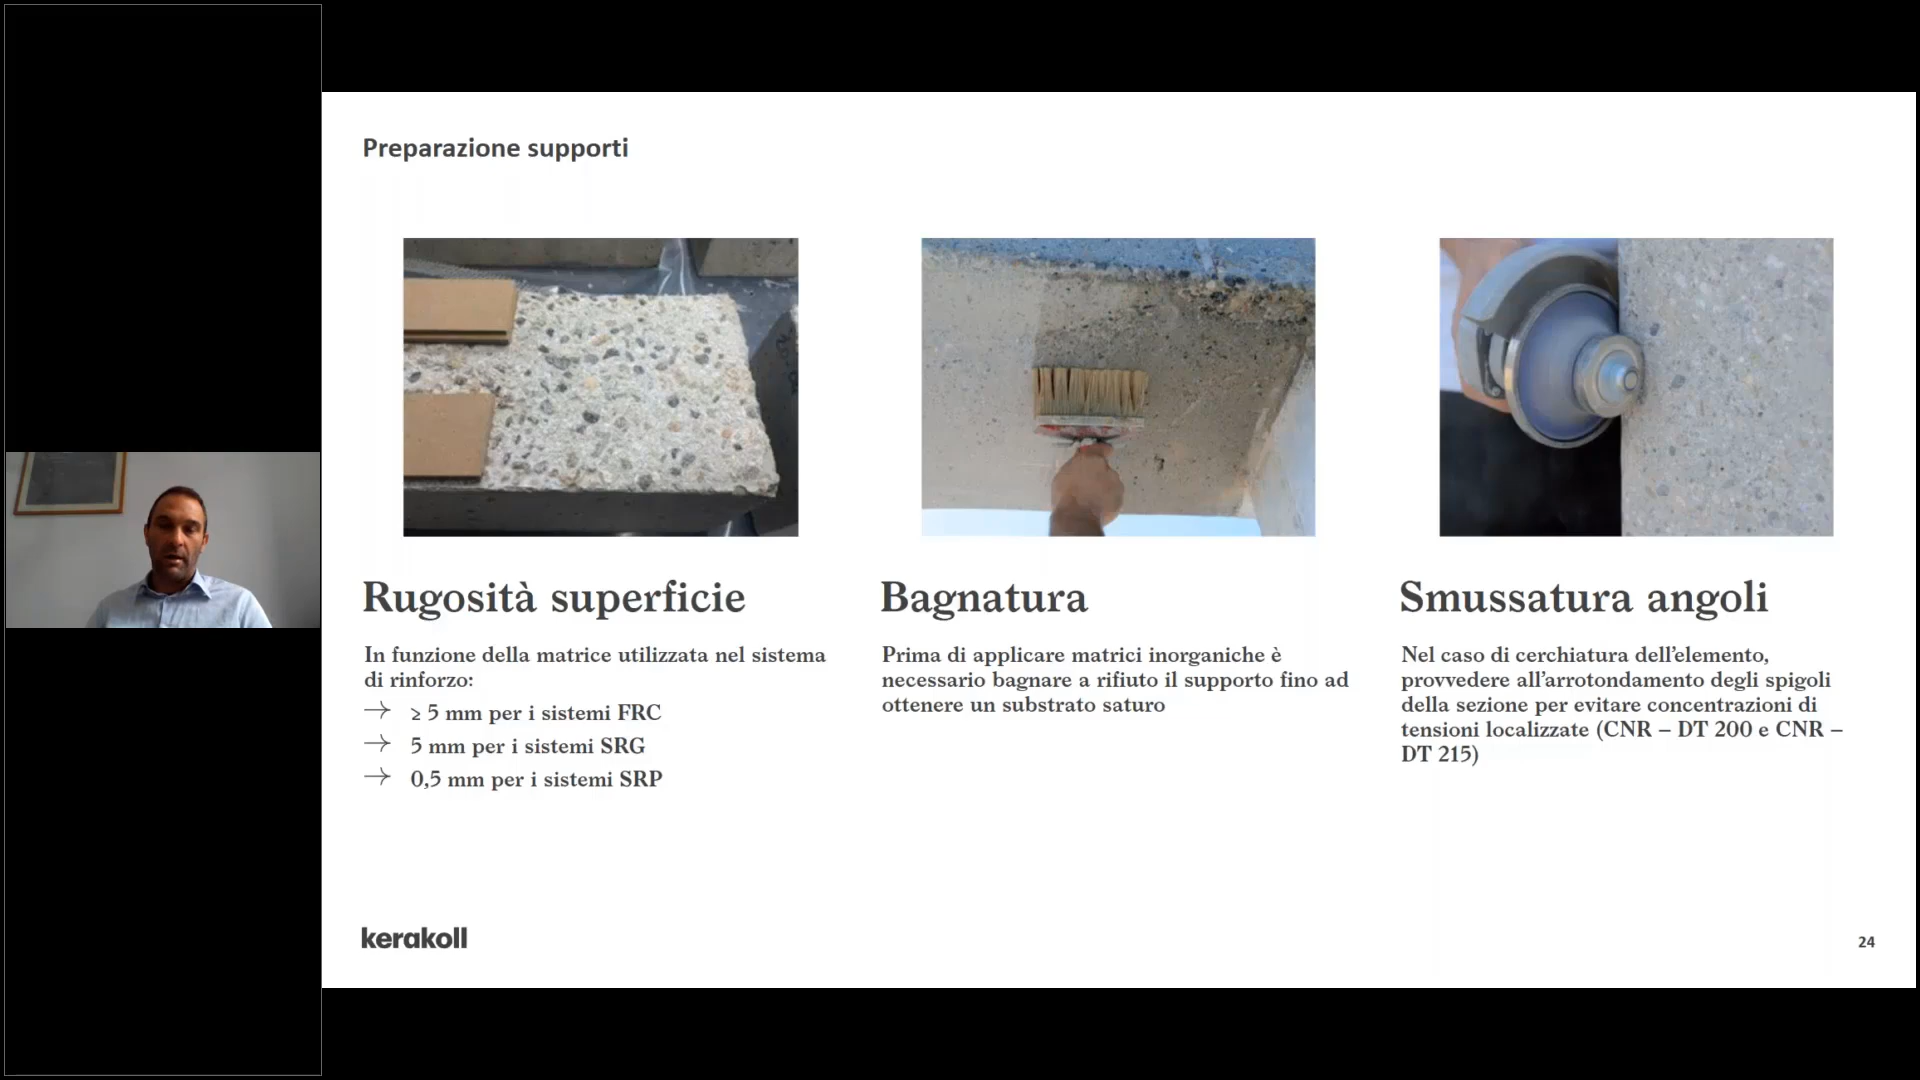 Preparazione supporti
Rugosità superficie
In funzione della matrice utilizzata nel sistema
di rinforzo:
→ ≥ 5 mm per i sistemi FRC
→ 5 mm per i sistemi SRG
→ 0,5 mm per i sistemi SRP
Bagnatura
Prima di applicare matrici inorganiche è
necessario bagnare a rifiuto il supporto fino ad
ottenere un substrato saturo
Smussatura angoli
Nel caso di cerchiatura dell’elemento,
provvedere all’arrotondamento degli spigoli
della sezione per evitare concentrazioni di
tensioni localizzate (CNR – DT 200 e CNR –
DT 215)
kerakoll
24